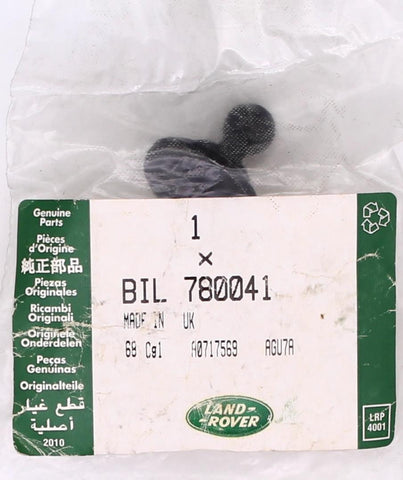 Genuine
Parts
Pièces
d'Origine
純正部品
Piezas
Originales
Ricambi
Originali
Originele
Onderdelen
Peças
Genuinas
Originalteile
قطع غيار
أصلية
2010
1
×
BIL 780041
MADE IN UK
69 Cg1 A0717569 AGU7A
LAND-
-ROVER
LRP
4001